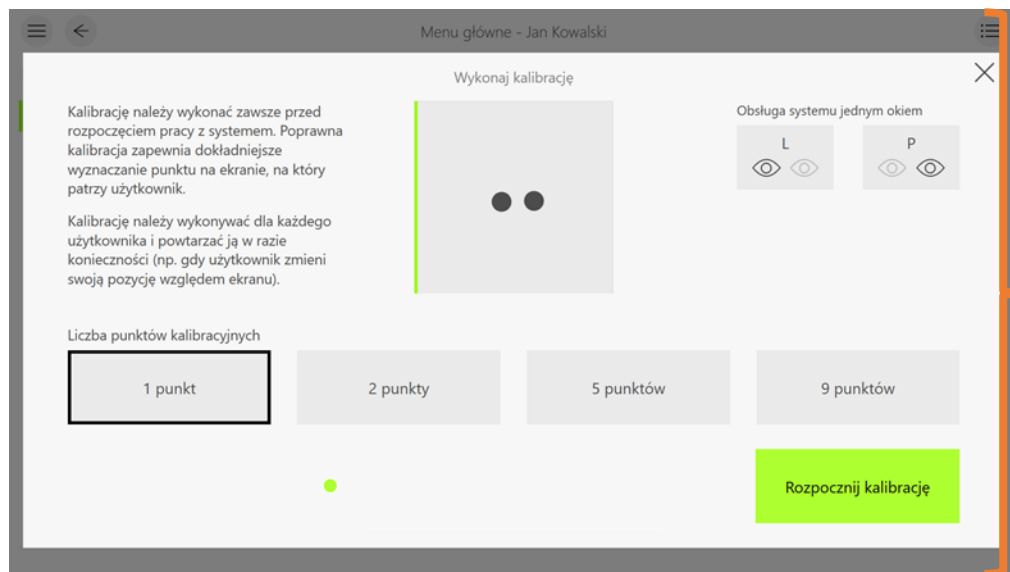 Menu główne - Jan Kowalski
Wykonaj kalibrację
Kalibrację należy wykonać zawsze przed
rozpoczęciem pracy z systemem. Poprawna
kalibracja zapewnia dokładniejsze
wyznaczanie punktu na ekranie, na który
patrzy użytkownik.
Kalibrację należy wykonywać dla każdego
użytkownika i powtarzać ją w razie
konieczności (np. gdy użytkownik zmieni
swoją pozycję względem ekranu).
Obsługa systemu jednym okiem
L
P
Liczba punktów kalibracyjnych
1 punkt
2 punkty
5 punktów
9 punktów
Rozpocznij kalibrację